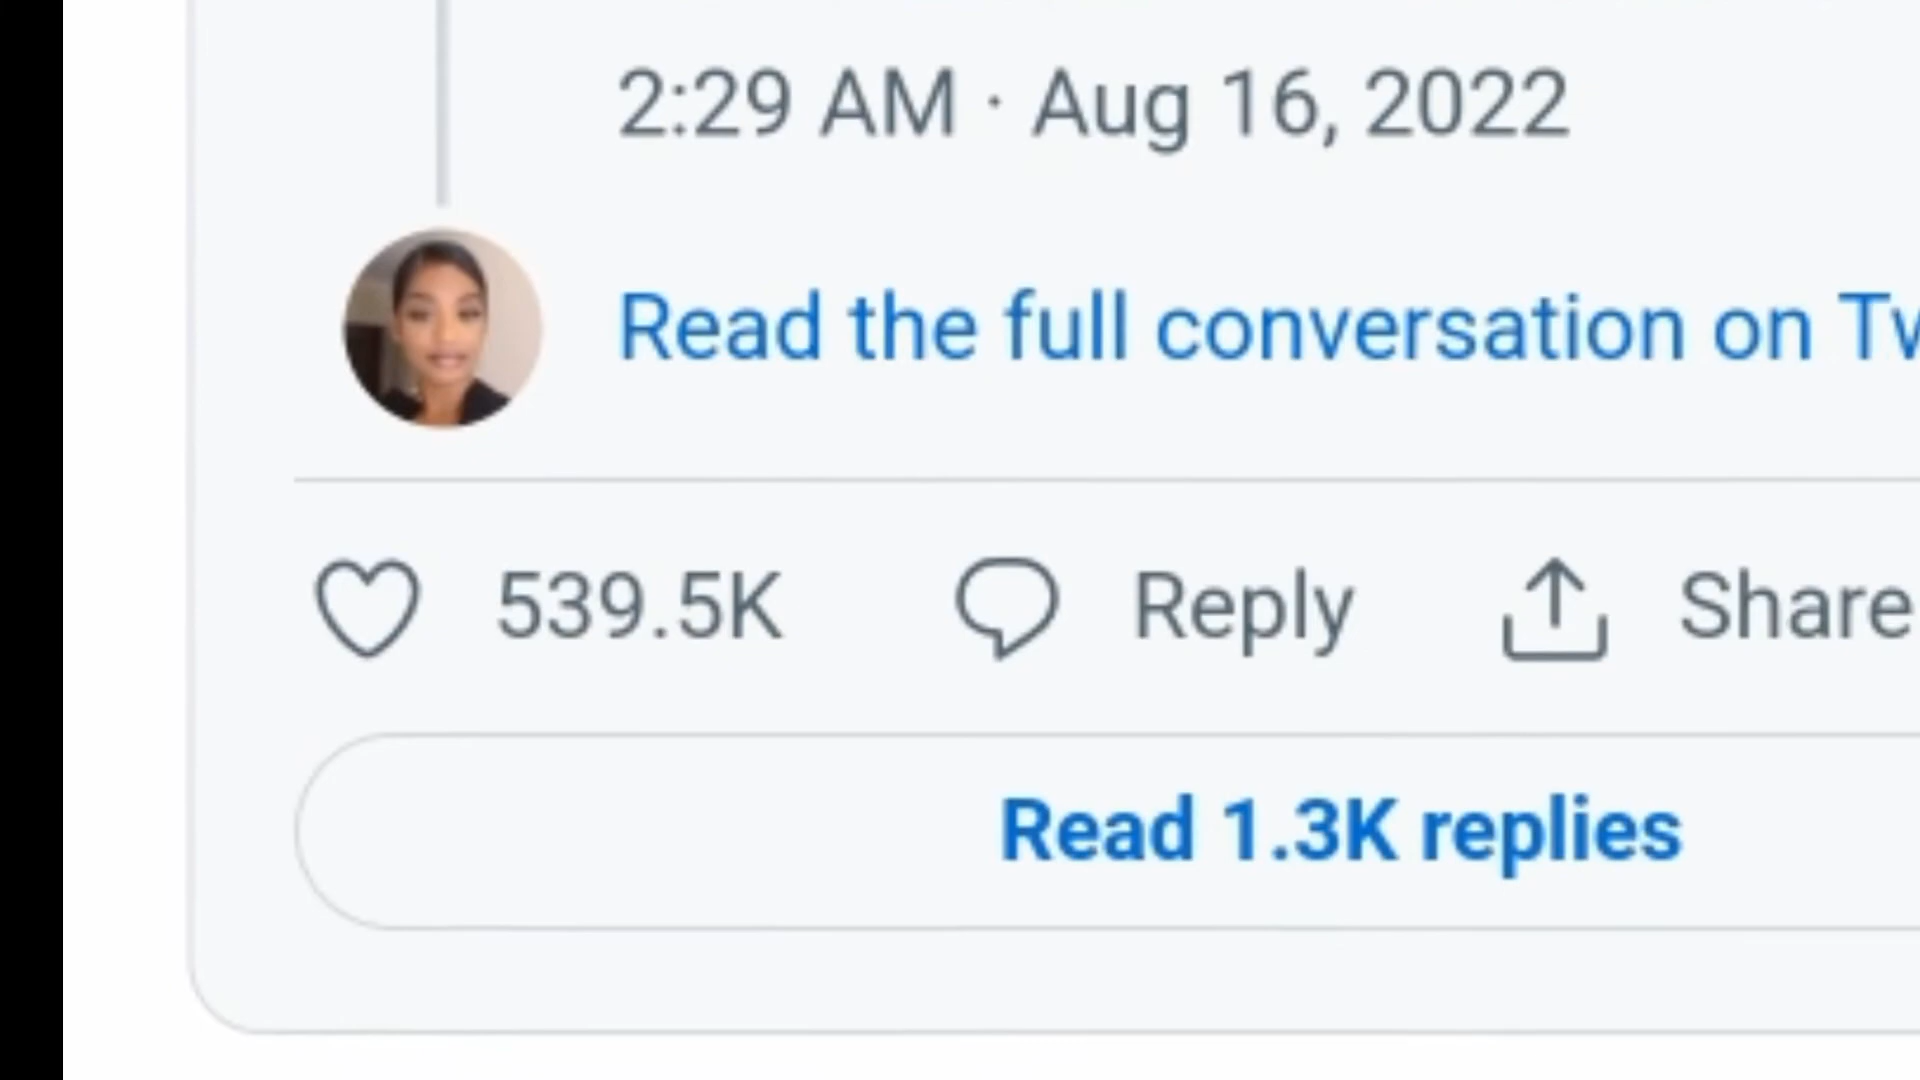 2:29 AM · Aug 16, 2022
Read the full conversation on Tw
539.5K Reply Share
Read 1.3K replies